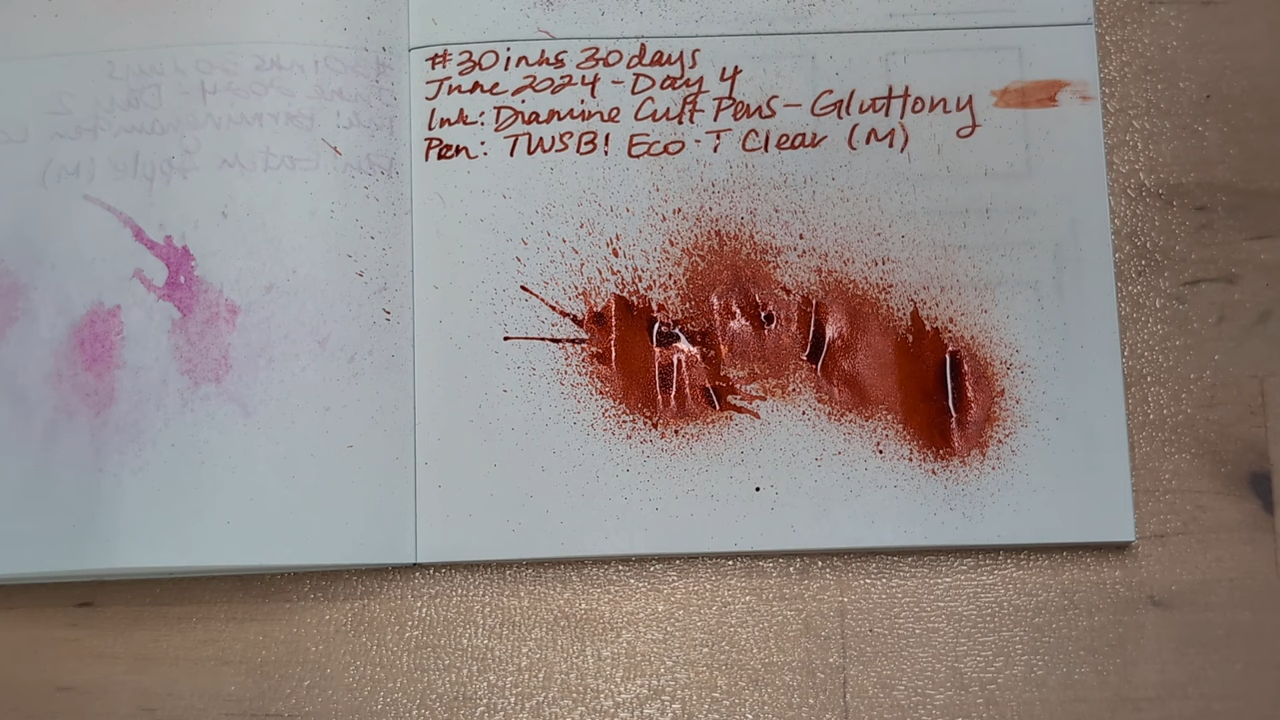 #30inks30days
June 2024 - Day 4
Ink: Diamine Cult Pens - Gluttony
Pen: TWSBI Eco-T Clear (M)